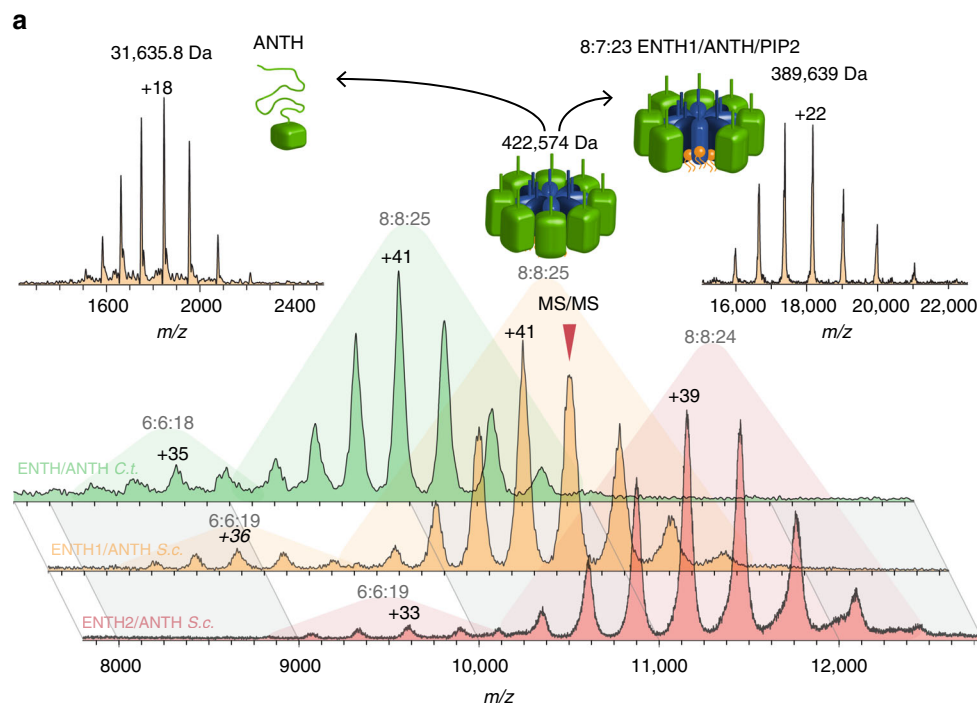 a
31,635.8 Da
ANTH
8:7:23 ENTH1/ANTH/PIP2
389,639 Da
+18
+22
422,574 Da
1600 2000 2400
m/z
16,000 18,000 20,000 22,000
m/z
8:8:25
+41
8:8:25
MS/MS
+41
8:8:24
+39
6:6:18
+35
ENTH/ANTH C.t.
6:6:19
+36
ENTH1/ANTH S.c.
6:6:19
+33
ENTH2/ANTH S.c.
8000 9000 10,000 11,000 12,000
m/z